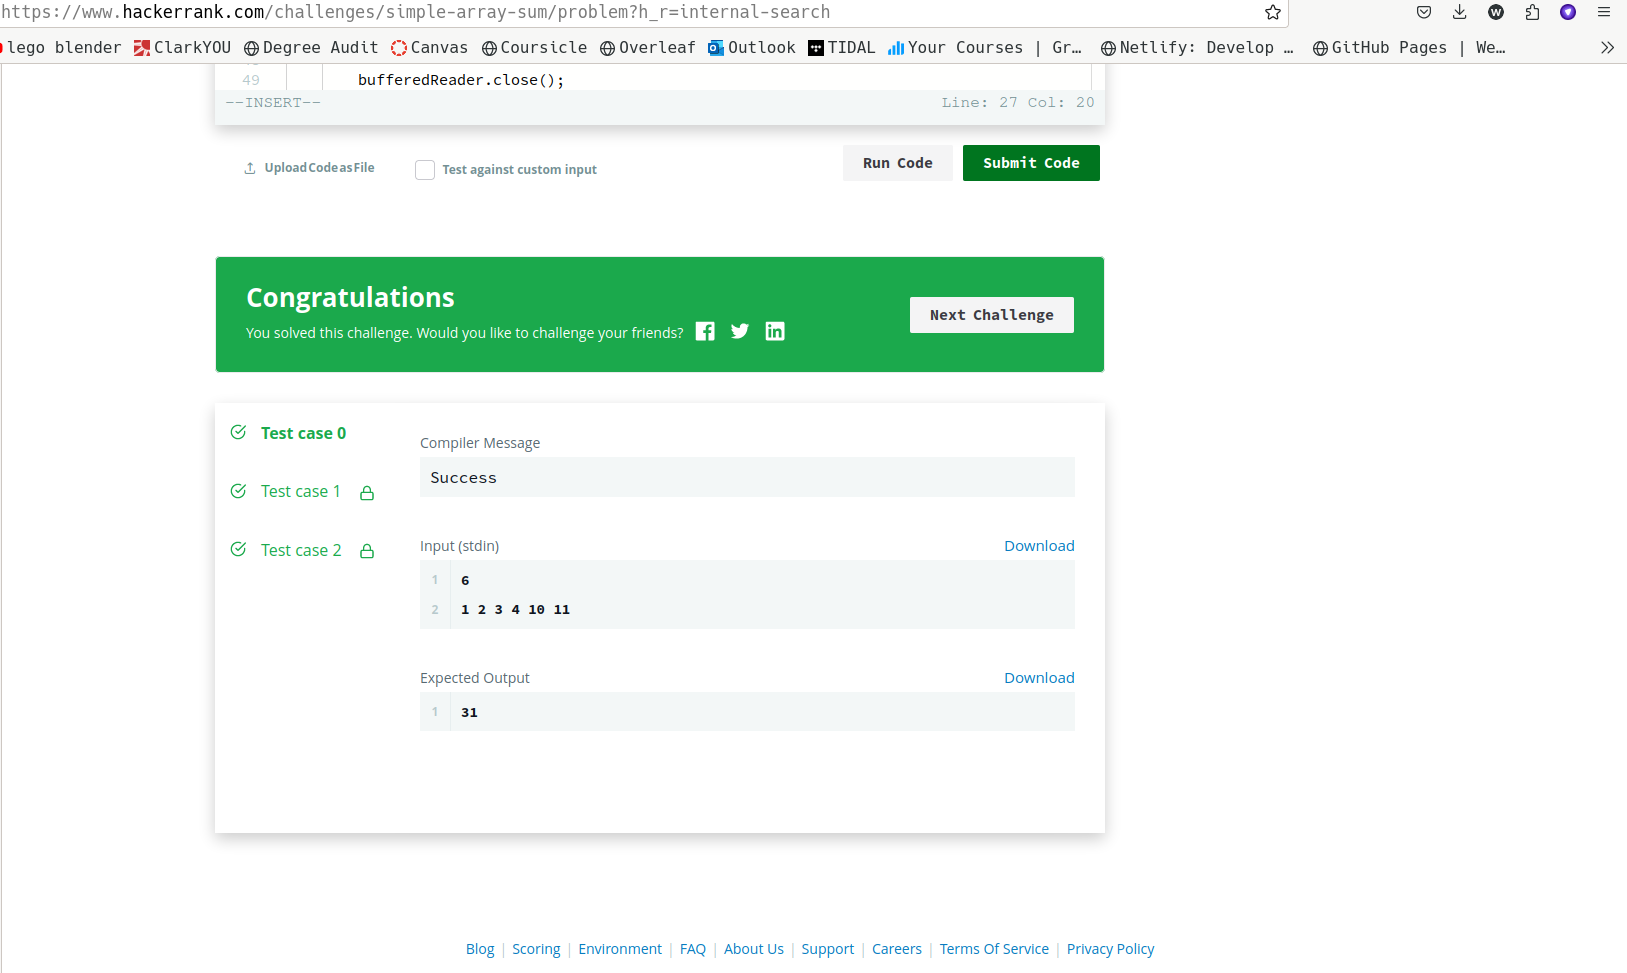 https://www.hackerrank.com/challenges/simple-array-sum/problem?h_r=internal-search
W
lego blender ClarkYOU Degree Audit Canvas Coursicle Overleaf Outlook TIDAL Your Courses | Gr… Netlify: Develop … GitHub Pages | We…
49 bufferedReader.close();
--INSERT-- Line: 27 Col: 20
Upload Code as File Test against custom input Run Code Submit Code
Congratulations
You solved this challenge. Would you like to challenge your friends?
Next Challenge
Test case 0
Test case 1
Test case 2
Compiler Message
Success
Input (stdin) Download
1 6
2 1 2 3 4 10 11
Expected Output Download
1 31
Blog | Scoring | Environment | FAQ | About Us | Support | Careers | Terms Of Service | Privacy Policy